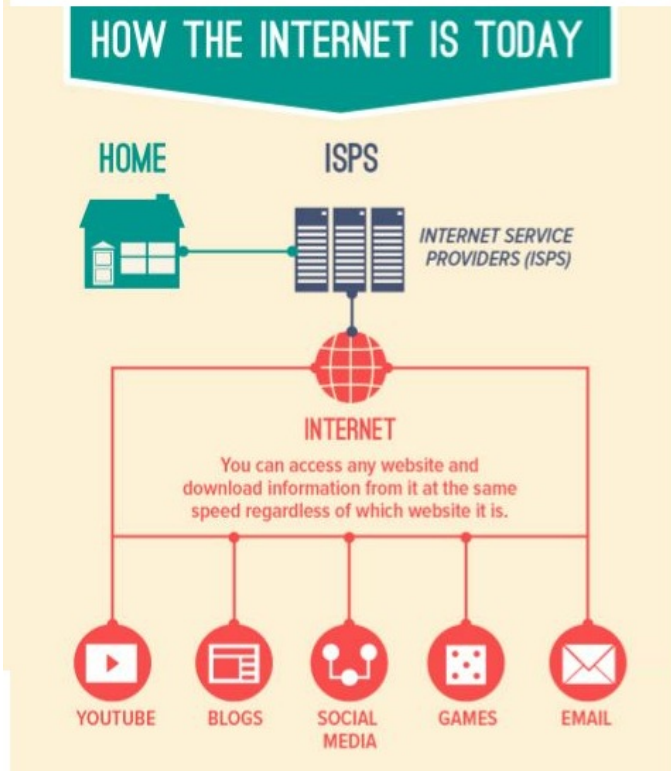 HOW THE INTERNET IS TODAY
HOME
ISPS
INTERNET SERVICE
PROVIDERS (ISPS)
INTERNET
You can access any website and
download information from it at the same
speed regardless of which website it is.
YOUTUBE
BLOGS
SOCIAL
MEDIA
GAMES
EMAIL